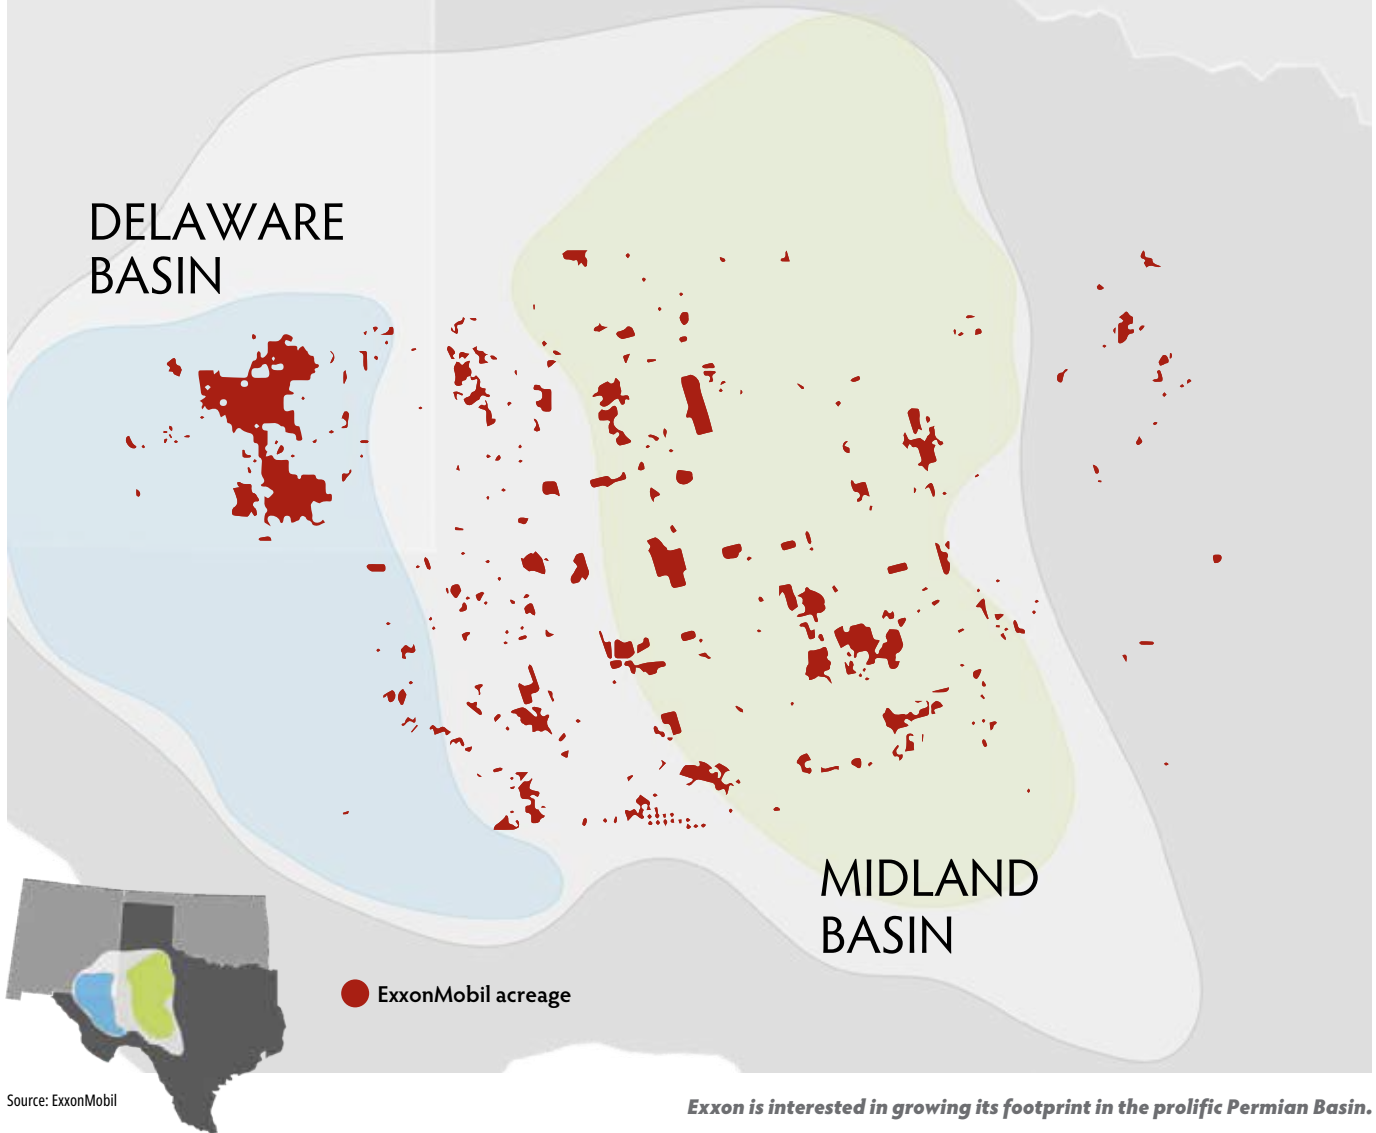 DELAWARE
BASIN
MIDLAND
BASIN
ExxonMobil acreage
Source: ExxonMobil
Exxon is interested in growing its footprint in the prolific Permian Basin.